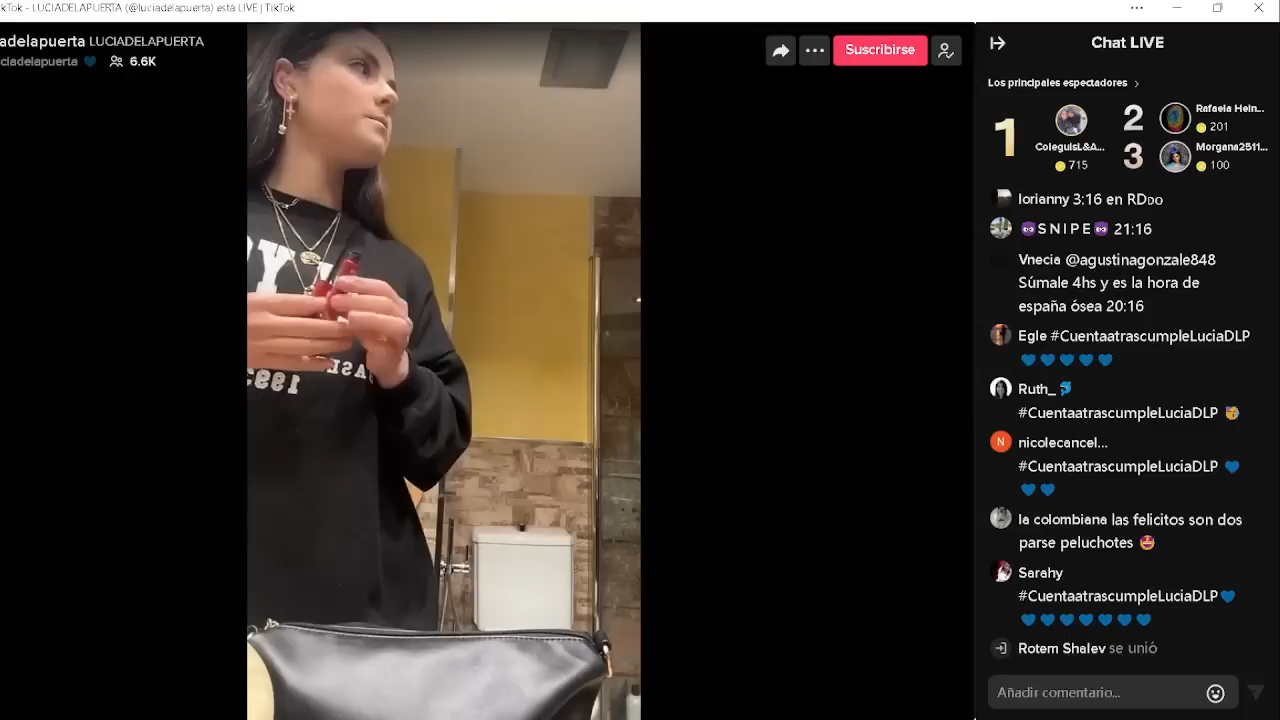 kTok - LUCIADELAPUERTA (@luciadelapuerta) está LIVE | TikTok
adelapuerta LUCIADELAPUERTA
ciadelapuerta 💙 6.6K
Suscribirse
Chat LIVE
Los principales espectadores
1
ColeguisL&A...
715
2
Rafaela Hein...
201
3
Morgana2511...
100
lorianny 3:16 en RDoo
😈S N I P E😈 21:16
Vnecia @agustinagonzale848
Súmale 4hs y es la hora de
españa ósea 20:16
Egle #CuentaatrascumpleLuciaDLP
💙💙💙💙💙
Ruth_🐬
#CuentaatrascumpleLuciaDLP 🥳
N nicolecancel...
#CuentaatrascumpleLuciaDLP 💙
💙💙
la colombiana las felicitos son dos
parse peluchotes 🤩
Sarahy
#CuentaatrascumpleLuciaDLP💙
💙💙💙💙💙💙💙
Rotem Shalev se unió
Añadir comentario...